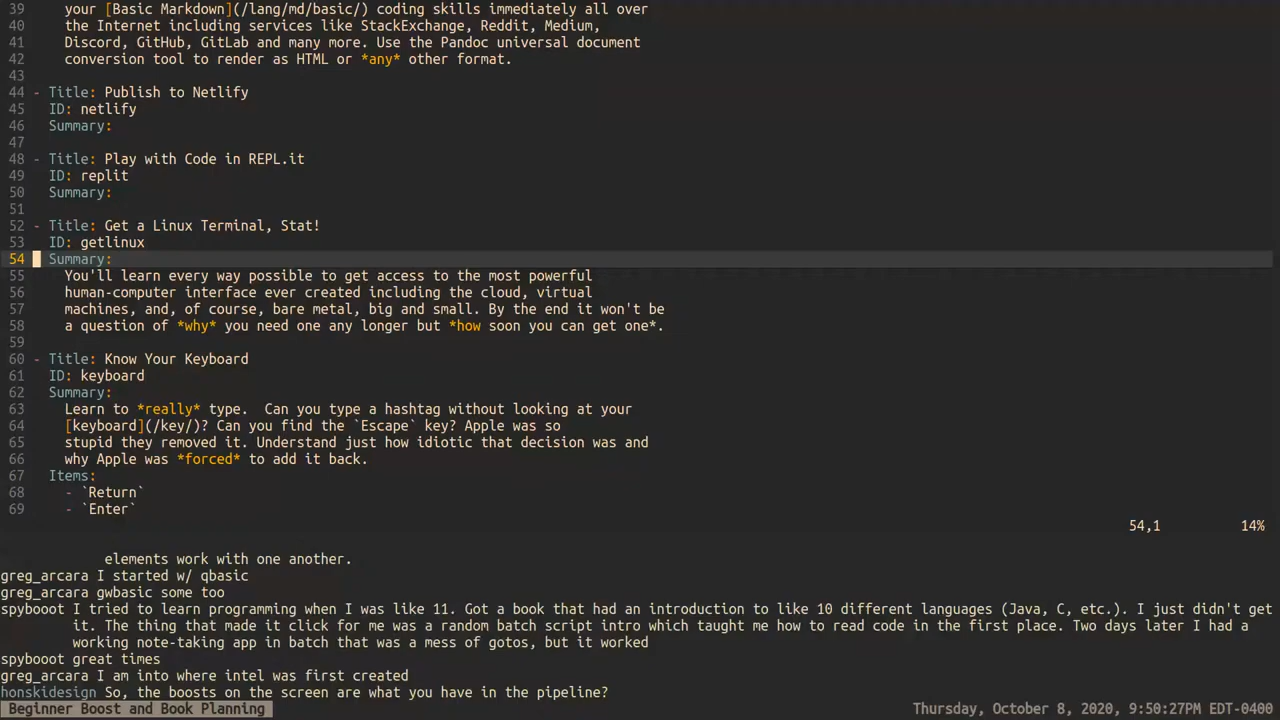 39     your [Basic Markdown](/lang/md/basic/) coding skills immediately all over
40     the Internet including services like StackExchange, Reddit, Medium,
41     Discord, GitHub, GitLab and many more. Use the Pandoc universal document
42     conversion tool to render as HTML or *any* other format.
43
44 - Title: Publish to Netlify
45   ID: netlify
46   Summary:
47
48 - Title: Play with Code in REPL.it
49   ID: replit
50   Summary:
51
52 - Title: Get a Linux Terminal, Stat!
53   ID: getlinux
54   Summary:
55     You'll learn every way possible to get access to the most powerful
56     human-computer interface ever created including the cloud, virtual
57     machines, and, of course, bare metal, big and small. By the end it won't be
58     a question of *why* you need one any longer but *how soon you can get one*.
59
60 - Title: Know Your Keyboard
61   ID: keyboard
62   Summary:
63     Learn to *really* type.  Can you type a hashtag without looking at your
64     [keyboard](/key/)? Can you find the `Escape` key? Apple was so
65     stupid they removed it. Understand just how idiotic that decision was and
66     why Apple was *forced* to add it back.
67   Items:
68     - `Return`
69     - `Enter`
54,1          14%
elements work with one another.
greg_arcara I started w/ qbasic
greg_arcara gwbasic some too
spybooot I tried to learn programming when I was like 11. Got a book that had an introduction to like 10 different languages (Java, C, etc.). I just didn't get
it. The thing that made it click for me was a random batch script intro which taught me how to read code in the first place. Two days later I had a
working note-taking app in batch that was a mess of gotos, but it worked
spybooot great times
greg_arcara I am into where intel was first created
honskidesign So, the boosts on the screen are what you have in the pipeline?
Beginner Boost and Book Planning          Thursday, October 8, 2020, 9:50:27PM EDT-0400